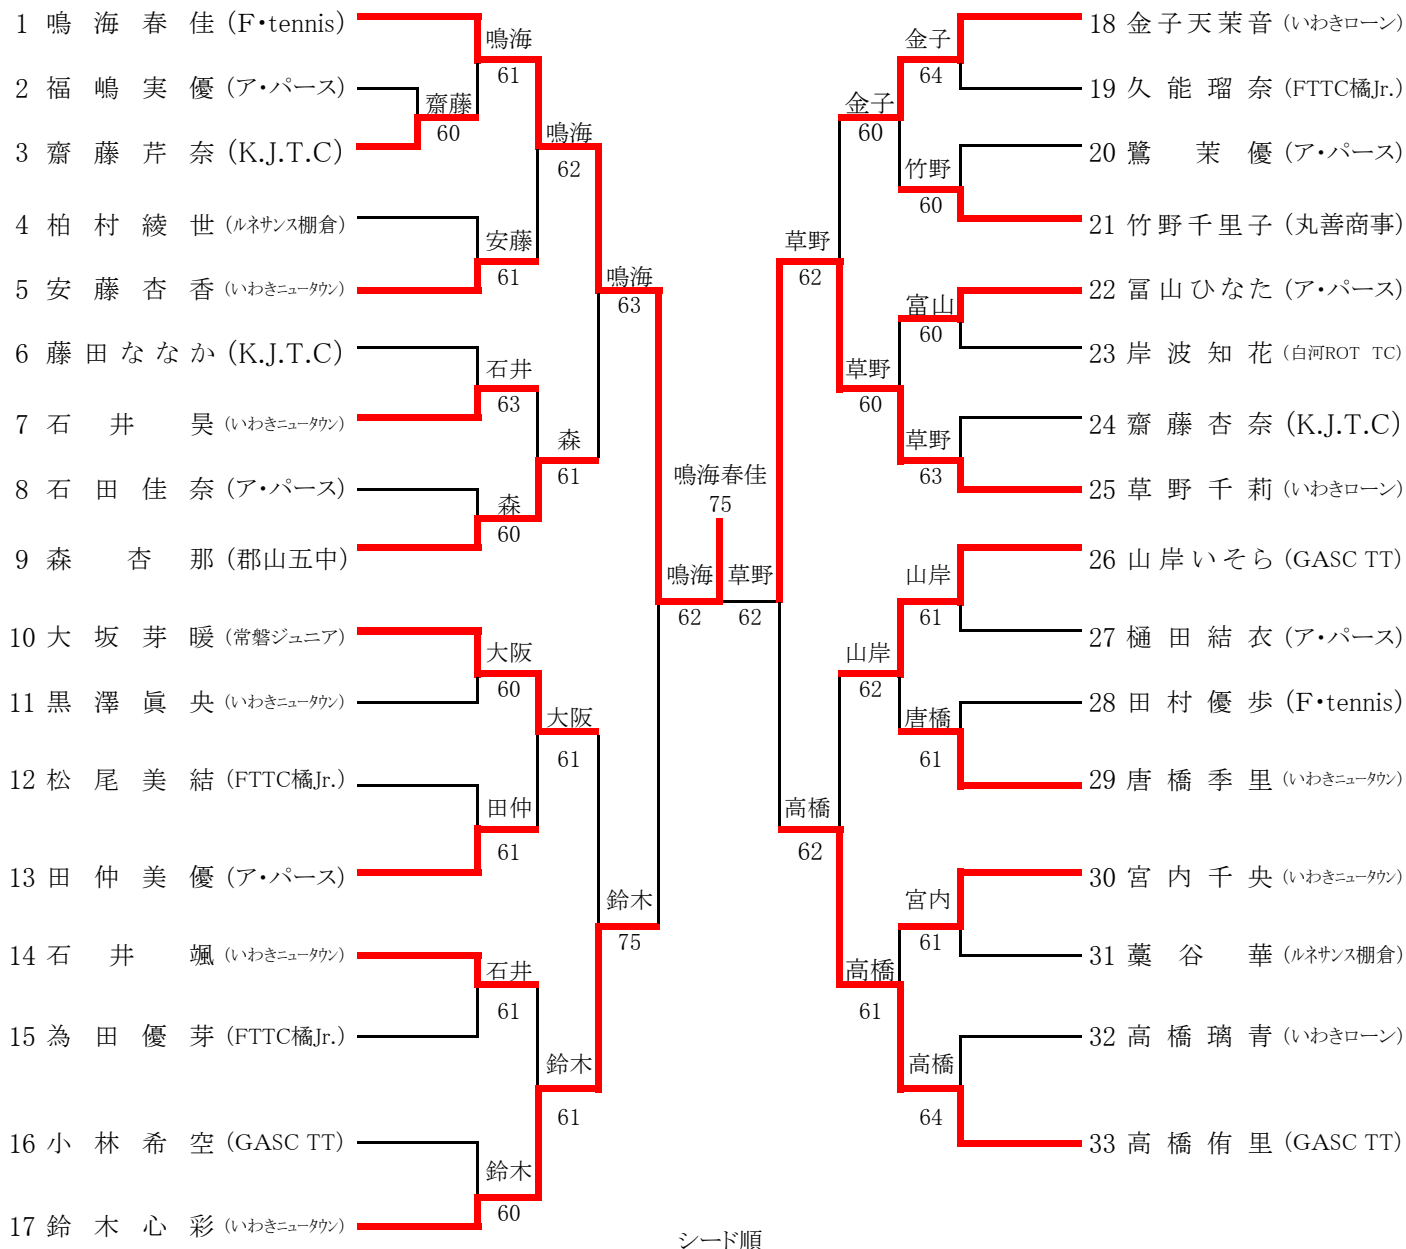 1 鳴海春佳 (F・tennis)
2 福嶋実優 (ア・パース)
3 齋藤芹奈 (K.J.T.C)
4 柏村綾世 (ルネサンス棚倉)
5 安藤杏香 (いわきニュータウン)
6 藤田ななか (K.J.T.C)
7 石井昊 (いわきニュータウン)
8 石田佳奈 (ア・パース)
9 森杏那 (郡山五中)
10 大坂芽暖 (常磐ジュニア)
11 黒澤眞央 (いわきニュータウン)
12 松尾美結 (FTTC橘Jr.)
13 田仲美優 (ア・パース)
14 石井颯 (いわきニュータウン)
15 為田優芽 (FTTC橘Jr.)
16 小林希空 (GASC TT)
17 鈴木心彩 (いわきニュータウン)
齋藤
60
鳴海
61
安藤
61
石井
63
森
60
大阪
60
田仲
61
石井
61
鈴木
60
鳴海
62
森
61
大阪
61
鈴木
61
鳴海
63
鈴木
75
鳴海
62
鳴海春佳
75
草野
62
草野
62
高橋
62
金子
60
草野
60
山岸
62
高橋
61
金子
64
竹野
60
富山
60
草野
63
山岸
61
唐橋
61
宮内
61
高橋
64
18 金子天茉音 (いわきローン)
19 久能瑠奈 (FTTC橘Jr.)
20 鷺茉優 (ア・パース)
21 竹野千里子 (丸善商事)
22 冨山ひなた (ア・パース)
23 岸波知花 (白河ROT TC)
24 齋藤杏奈 (K.J.T.C)
25 草野千莉 (いわきローン)
26 山岸いそら (GASC TT)
27 樋田結衣 (ア・パース)
28 田村優歩 (F・tennis)
29 唐橋季里 (いわきニュータウン)
30 宮内千央 (いわきニュータウン)
31 藁谷華 (ルネサンス棚倉)
32 高橋璃青 (いわきローン)
33 高橋侑里 (GASC TT)
シード順